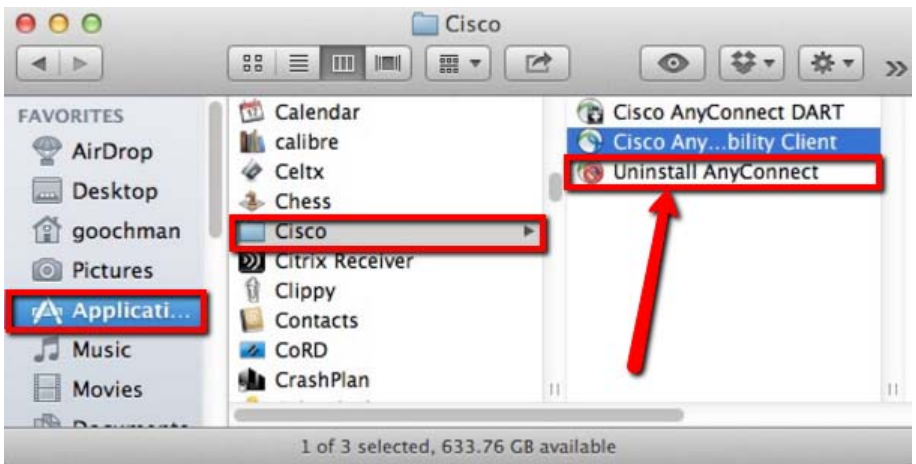 Cisco
FAVORITES
AirDrop
Desktop
goochman
Pictures
Applicati...
Music
Movies
Documents
Calendar
calibre
Celtx
Chess
Cisco
Citrix Receiver
Clippy
Contacts
CoRD
CrashPlan
Cisco AnyConnect DART
Cisco Any...bility Client
Uninstall AnyConnect
1 of 3 selected, 633.76 GB available